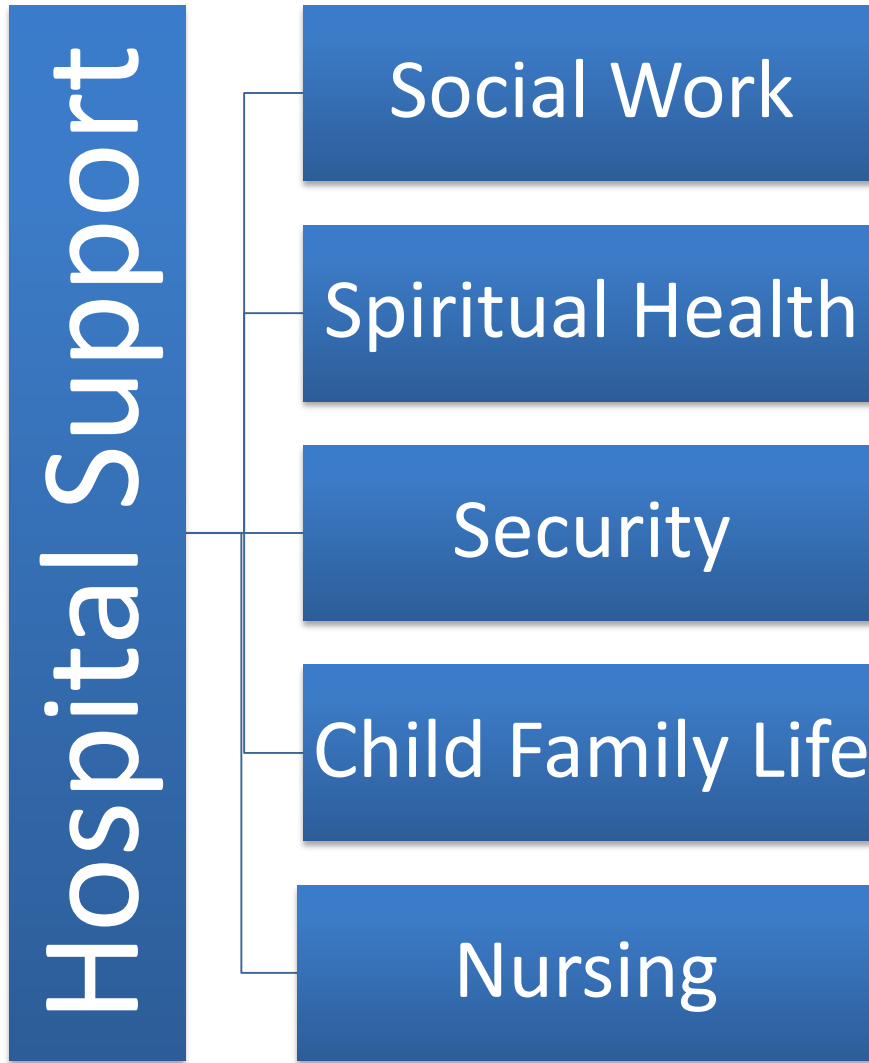 Hospital Support
Social Work
Spiritual Health
Security
Child Family Life
Nursing